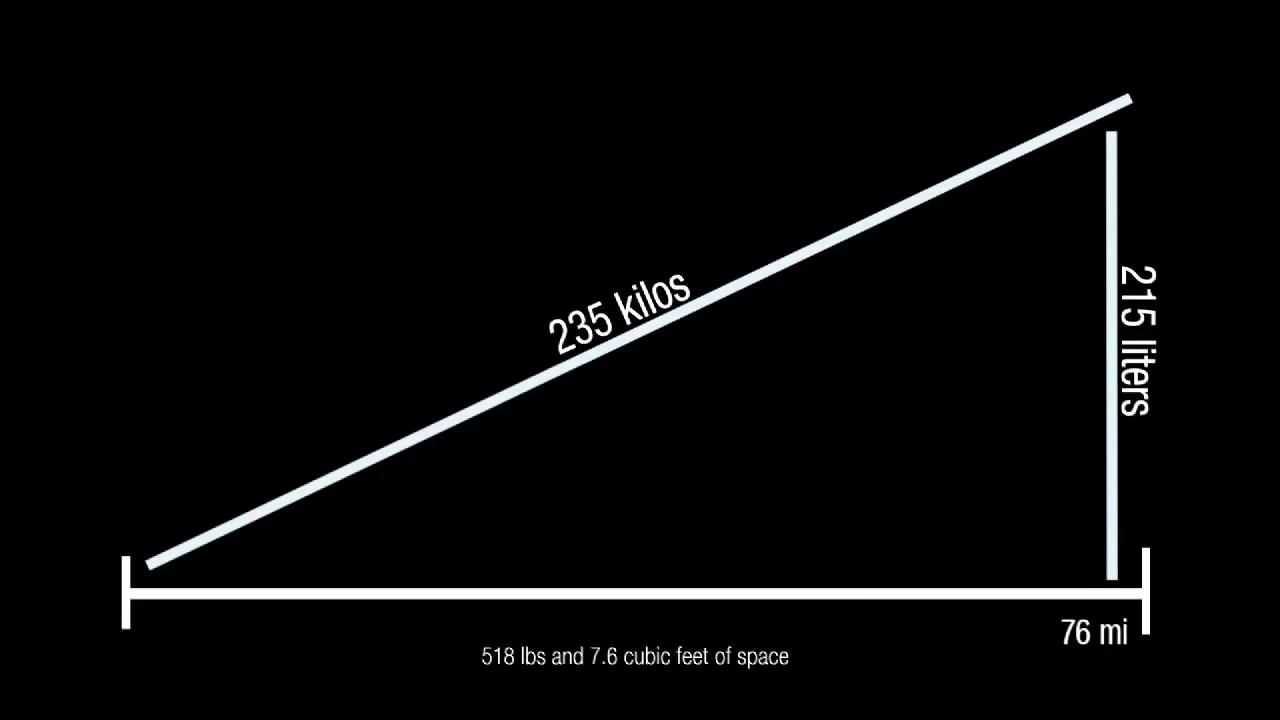 235 kilos
215 liters
76 mi
518 lbs and 7.6 cubic feet of space